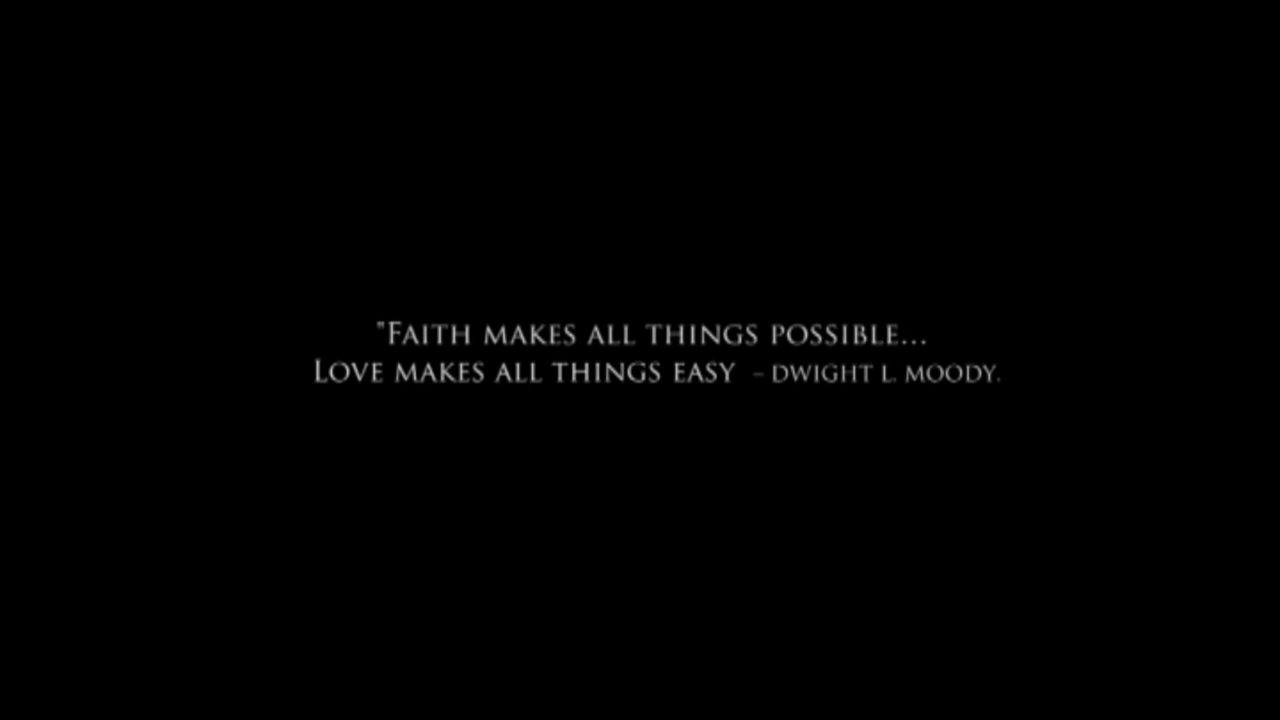 "Faith makes all things possible...
Love makes all things easy – Dwight L. Moody.